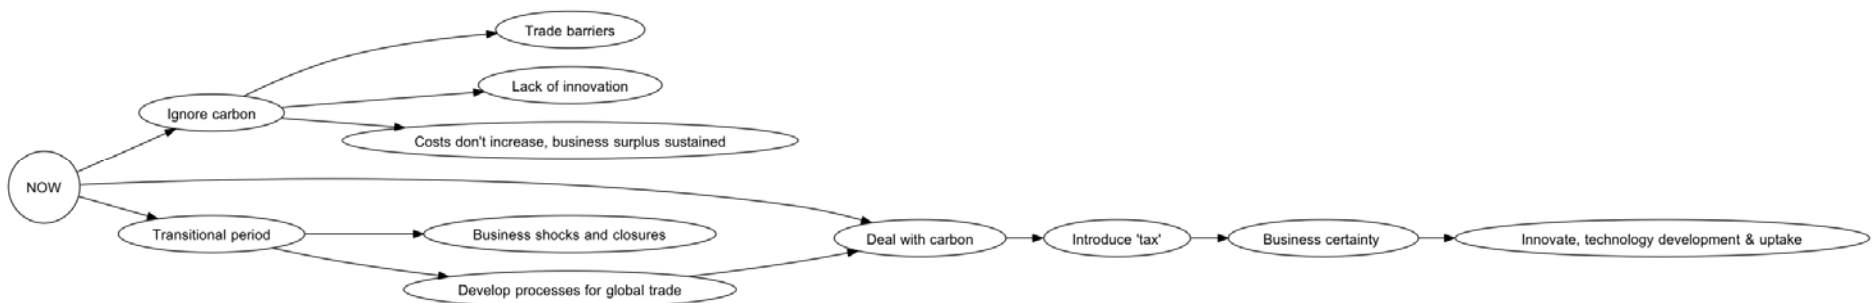 Trade barriers
Lack of innovation
Ignore carbon
Costs don't increase, business surplus sustained
NOW
Transitional period
Business shocks and closures
Deal with carbon
Introduce 'tax'
Business certainty
Innovate, technology development & uptake
Develop processes for global trade